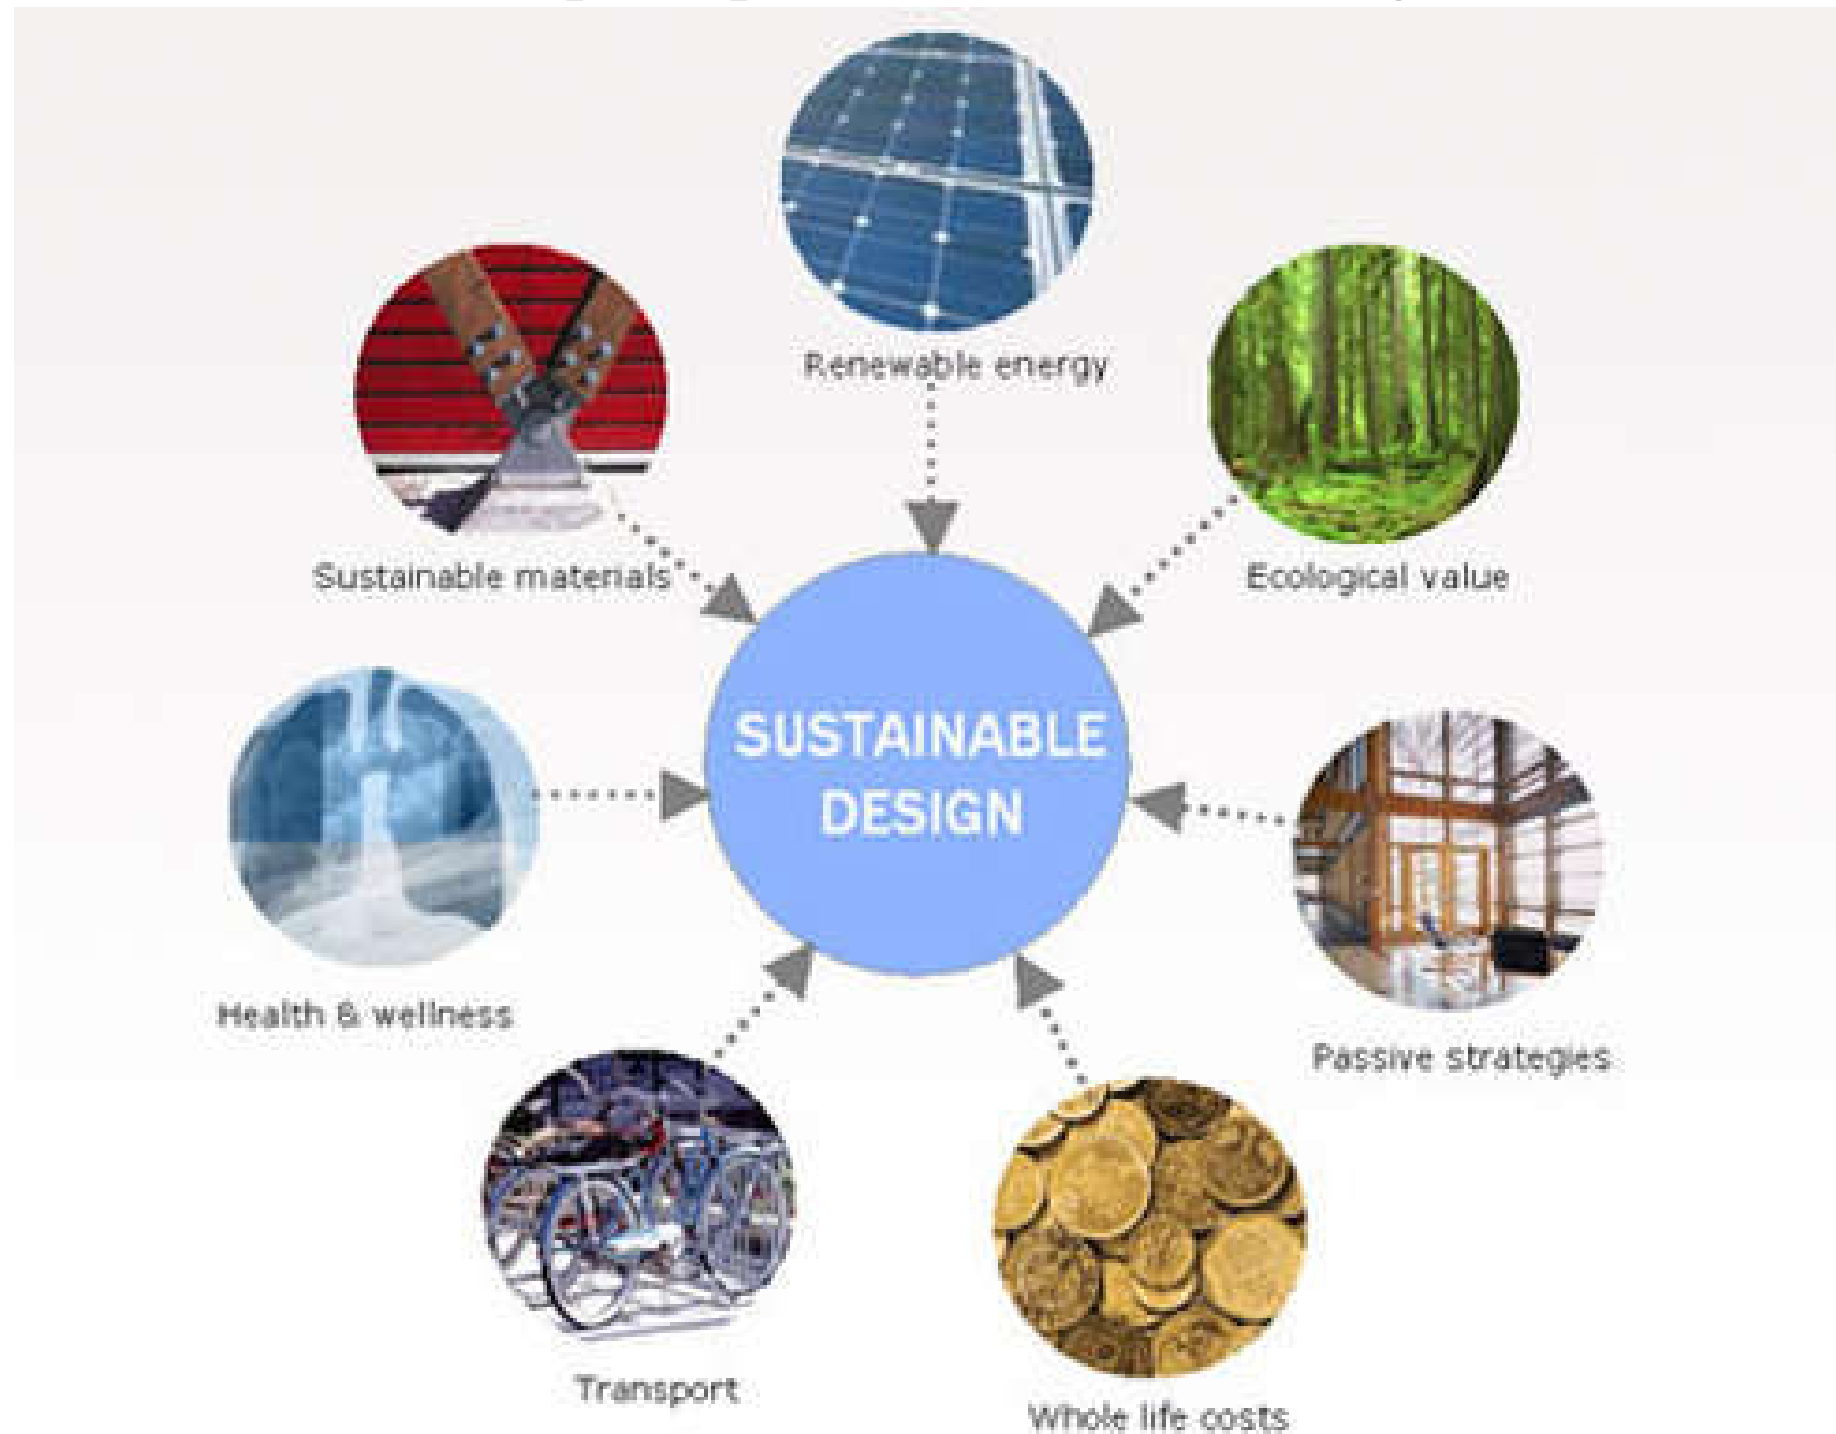 Renewable energy
Sustainable materials
Ecological value
SUSTAINABLE
DESIGN
Health & wellness
Passive strategies
Transport
Whole life costs